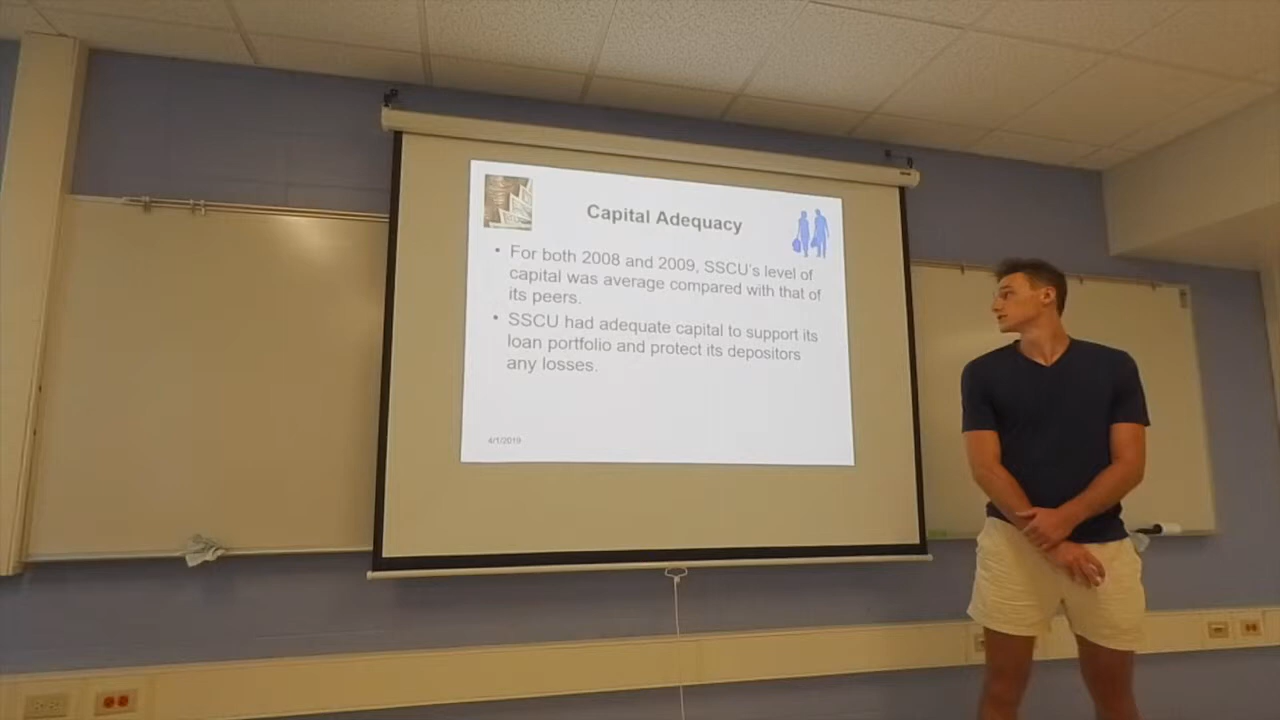 Capital Adequacy
• For both 2008 and 2009, SSCU's level of
capital was average compared with that of
its peers.
• SSCU had adequate capital to support its
loan portfolio and protect its depositors
any losses.
4/1/2019